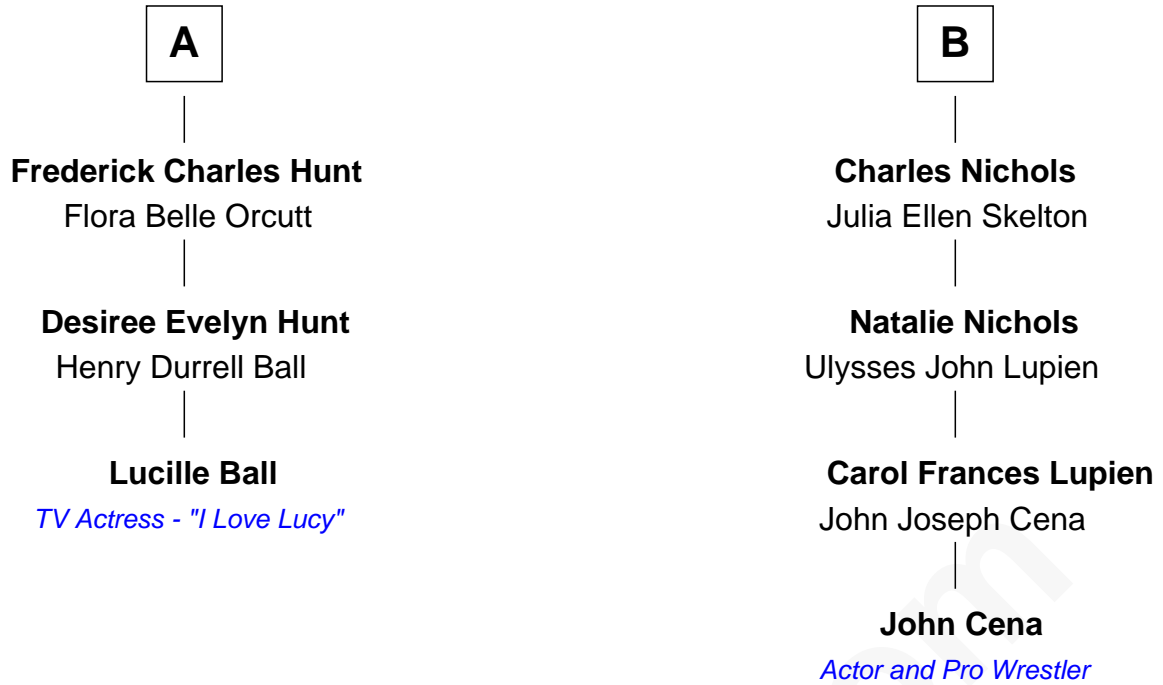 A
Frederick Charles Hunt
Flora Belle Orcutt
Desiree Evelyn Hunt
Henry Durrell Ball
Lucille Ball
TV Actress - "I Love Lucy"
B
Charles Nichols
Julia Ellen Skelton
Natalie Nichols
Ulysses John Lupien
Carol Frances Lupien
John Joseph Cena
John Cena
Actor and Pro Wrestler